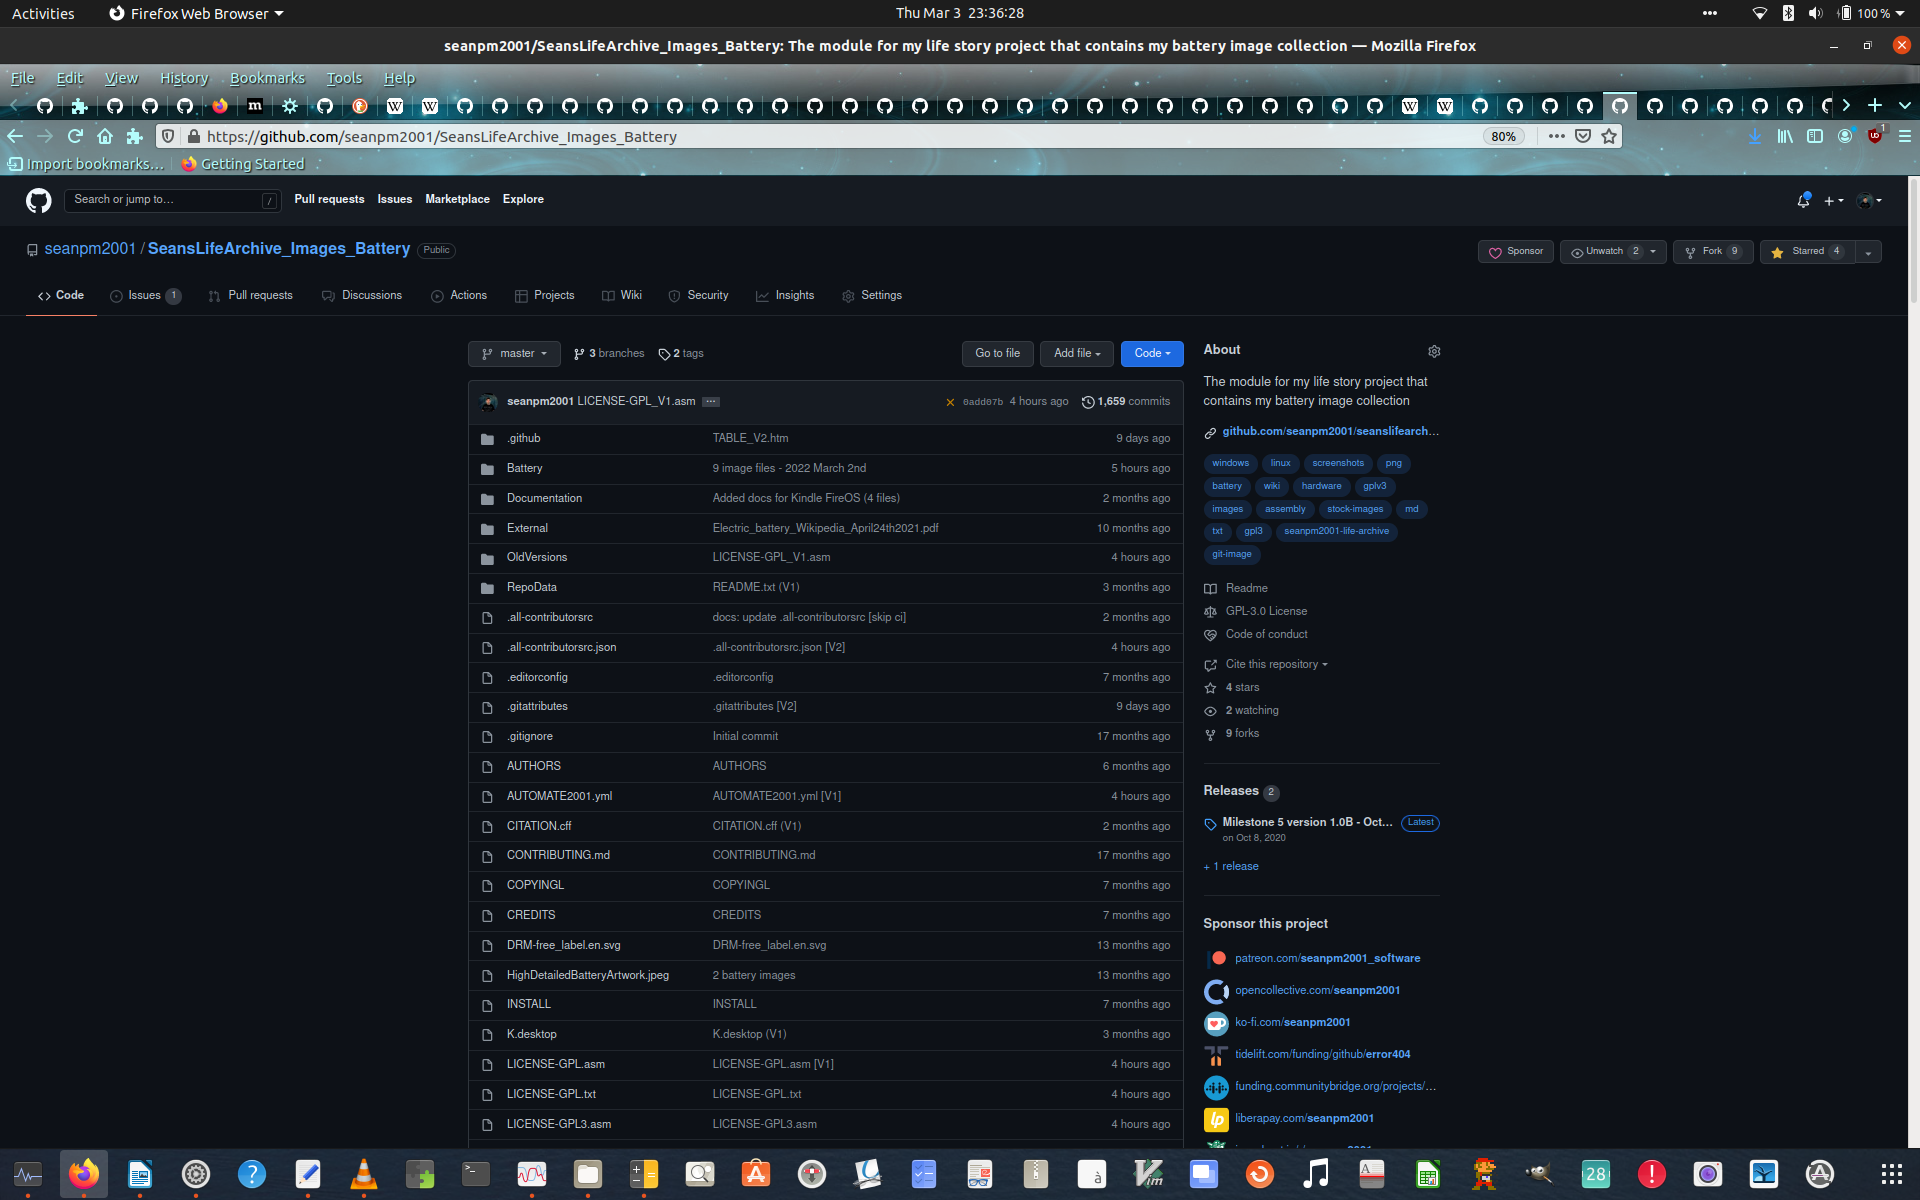 Activities
Firefox Web Browser
Thu Mar 3 23:36:28
100 %
seanpm2001/SeansLifeArchive_Images_Battery: The module for my life story project that contains my battery image collection — Mozilla Firefox
File Edit View History Bookmarks Tools Help
https://github.com/seanpm2001/SeansLifeArchive_Images_Battery
80%
1
Import bookmarks...
Getting Started
Search or jump to...
/
Pull requests Issues Marketplace Explore
seanpm2001 / SeansLifeArchive_Images_Battery Public
Sponsor
Unwatch 2
Fork 9
Starred 4
Code
Issues 1
Pull requests
Discussions
Actions
Projects
Wiki
Security
Insights
Settings
master
3 branches
2 tags
Go to file
Add file
Code
seanpm2001 LICENSE-GPL_V1.asm ...
0add07b 4 hours ago 1,659 commits
.github TABLE_V2.htm 9 days ago
Battery 9 image files - 2022 March 2nd 5 hours ago
Documentation Added docs for Kindle FireOS (4 files) 2 months ago
External Electric_battery_Wikipedia_April24th2021.pdf 10 months ago
OldVersions LICENSE-GPL_V1.asm 4 hours ago
RepoData README.txt (V1) 3 months ago
.all-contributorsrc docs: update .all-contributorsrc [skip ci] 2 months ago
.all-contributorsrc.json .all-contributorsrc.json [V2] 4 hours ago
.editorconfig .editorconfig 7 months ago
.gitattributes .gitattributes [V2] 9 days ago
.gitignore Initial commit 17 months ago
AUTHORS AUTHORS 6 months ago
AUTOMATE2001.yml AUTOMATE2001.yml [V1] 4 hours ago
CITATION.cff CITATION.cff (V1) 2 months ago
CONTRIBUTING.md CONTRIBUTING.md 17 months ago
COPYINGL COPYINGL 7 months ago
CREDITS CREDITS 7 months ago
DRM-free_label.en.svg DRM-free_label.en.svg 13 months ago
HighDetailedBatteryArtwork.jpeg 2 battery images 13 months ago
INSTALL INSTALL 7 months ago
K.desktop K.desktop (V1) 3 months ago
LICENSE-GPL.asm LICENSE-GPL.asm [V1] 4 hours ago
LICENSE-GPL.txt LICENSE-GPL.txt 4 hours ago
LICENSE-GPL3.asm LICENSE-GPL3.asm 4 hours ago
About
The module for my life story project that
contains my battery image collection
github.com/seanpm2001/seanslifearch...
windows linux screenshots png
battery wiki hardware gplv3
images assembly stock-images md
txt gpl3 seanpm2001-life-archive
git-image
Readme
GPL-3.0 License
Code of conduct
Cite this repository
4 stars
2 watching
9 forks
Releases 2
Milestone 5 version 1.0B - Oct... Latest
on Oct 8, 2020
+ 1 release
Sponsor this project
patreon.com/seanpm2001_software
opencollective.com/seanpm2001
ko-fi.com/seanpm2001
tidelift.com/funding/github/error404
funding.communitybridge.org/projects/...
liberapay.com/seanpm2001
28